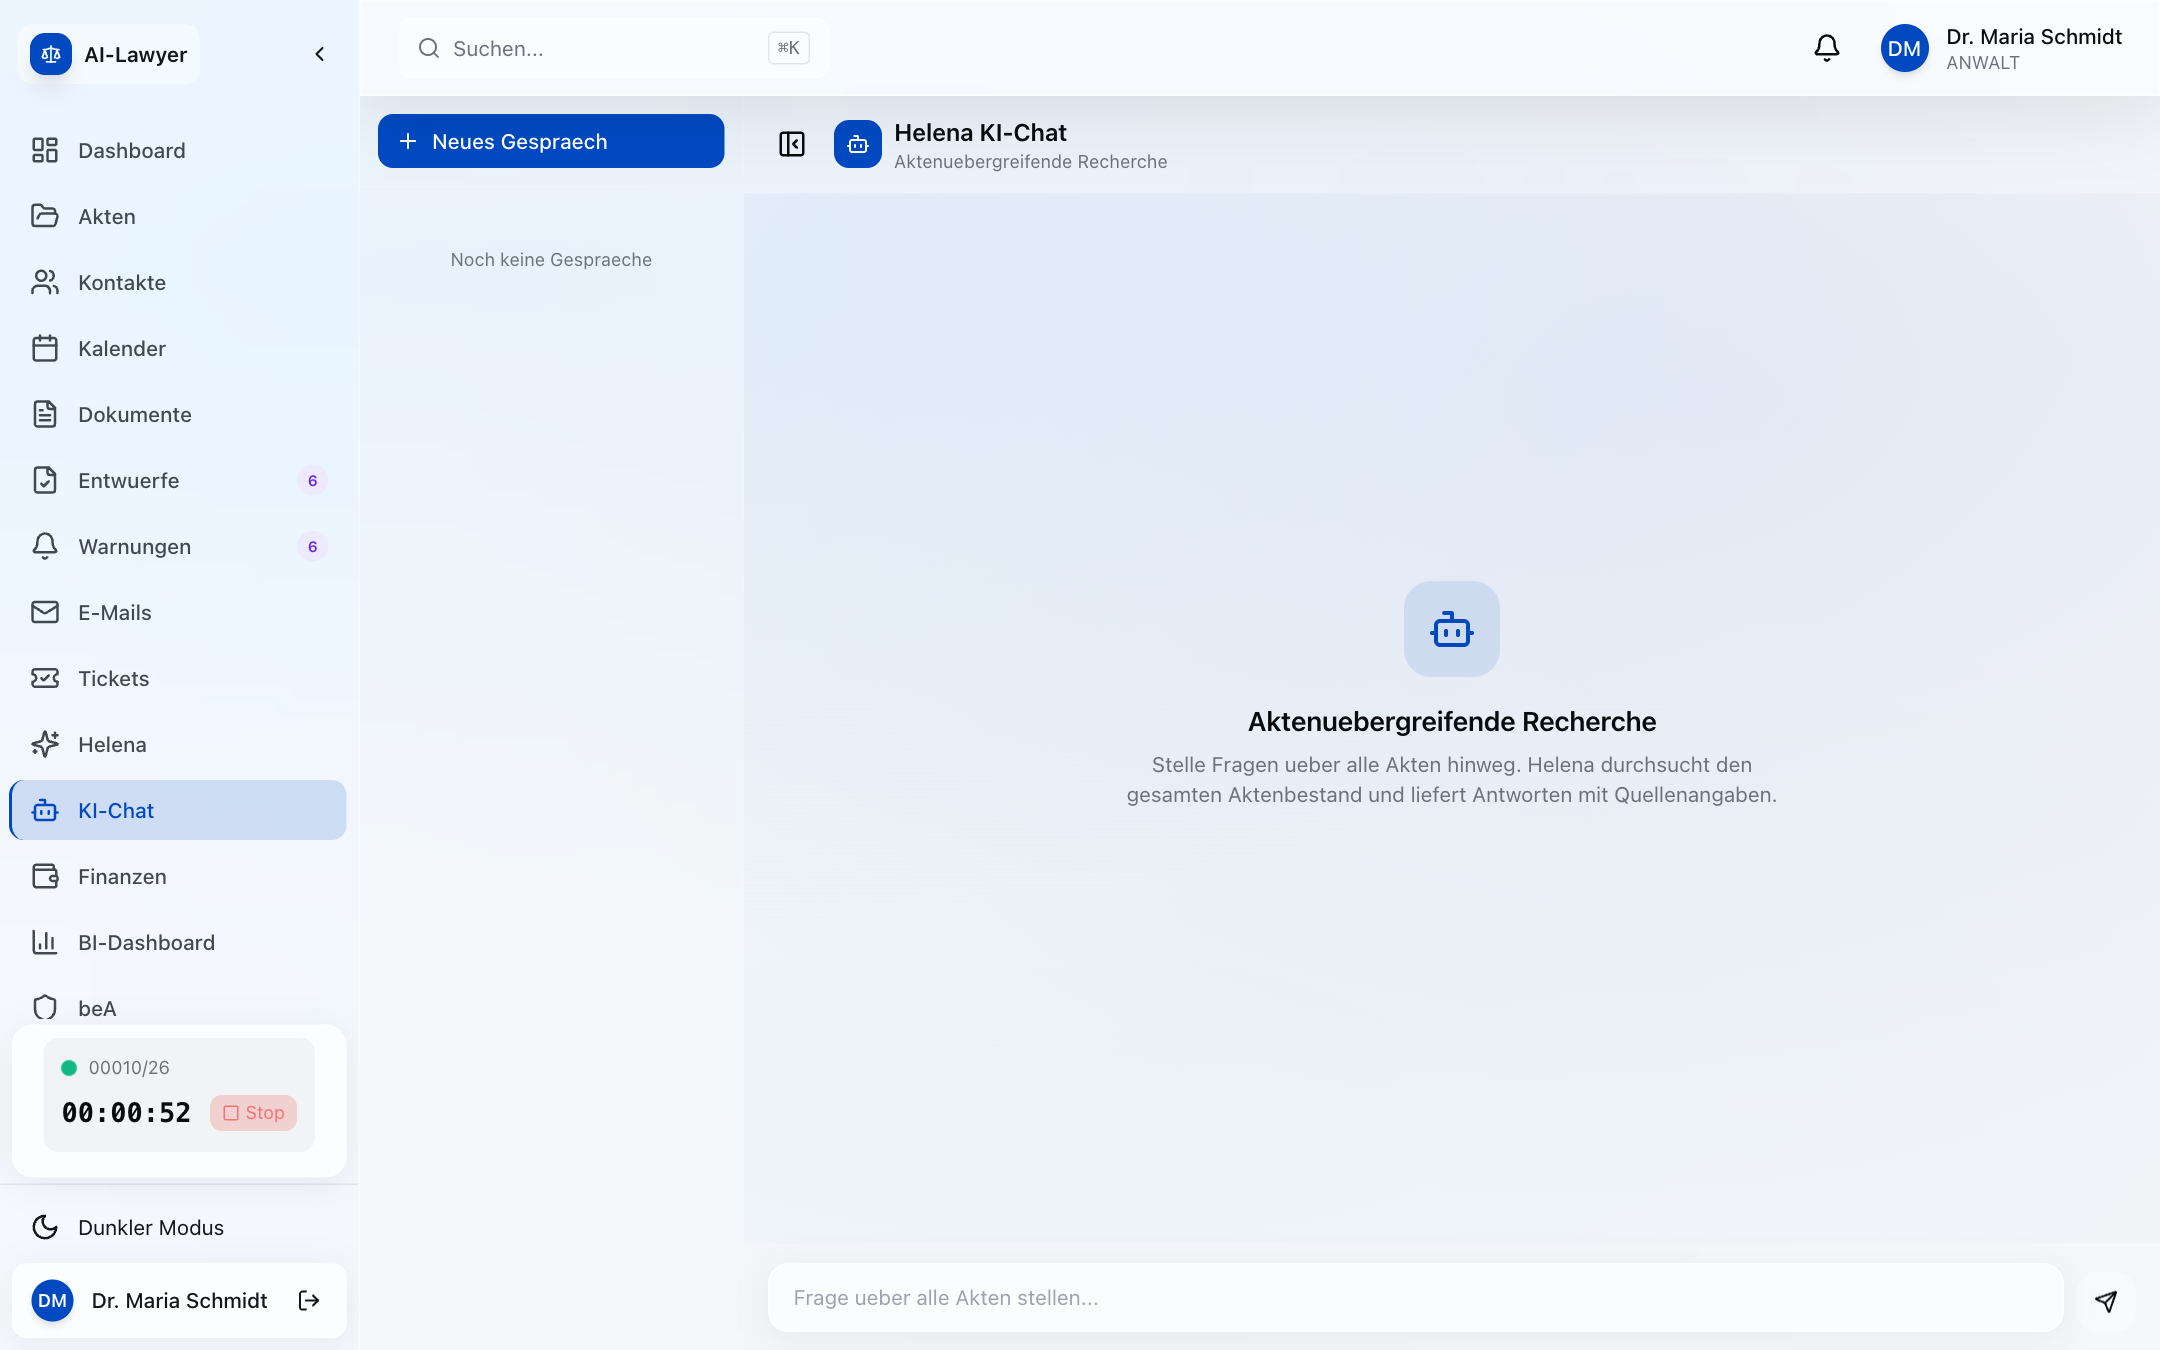 AI-Lawyer
Dashboard
Akten
Kontakte
Kalender
Dokumente
Entwuerfe 6
Warnungen 6
E-Mails
Tickets
Helena
KI-Chat
Finanzen
BI-Dashboard
beA
00010/26
00:00:52 Stop
Dunkler Modus
DM Dr. Maria Schmidt
Suchen... ⌘K
DM Dr. Maria Schmidt
ANWALT
Neues Gespraech
Noch keine Gespraeche
Helena KI-Chat
Aktenuebergreifende Recherche
Aktenuebergreifende Recherche
Stelle Fragen ueber alle Akten hinweg. Helena durchsucht den
gesamten Aktenbestand und liefert Antworten mit Quellenangaben.
Frage ueber alle Akten stellen...